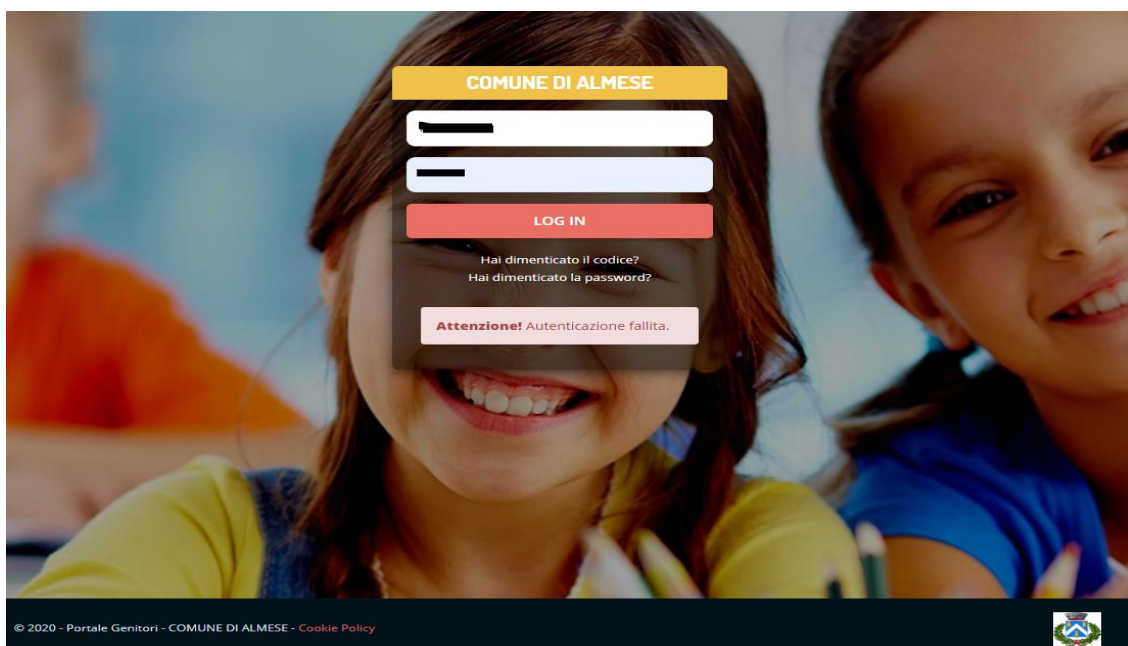 COMUNE DI ALMESE
LOG IN
Hai dimenticato il codice?
Hai dimenticato la password?
Attenzione! Autenticazione fallita.
© 2020 - Portale Genitori - COMUNE DI ALMESE - Cookie Policy